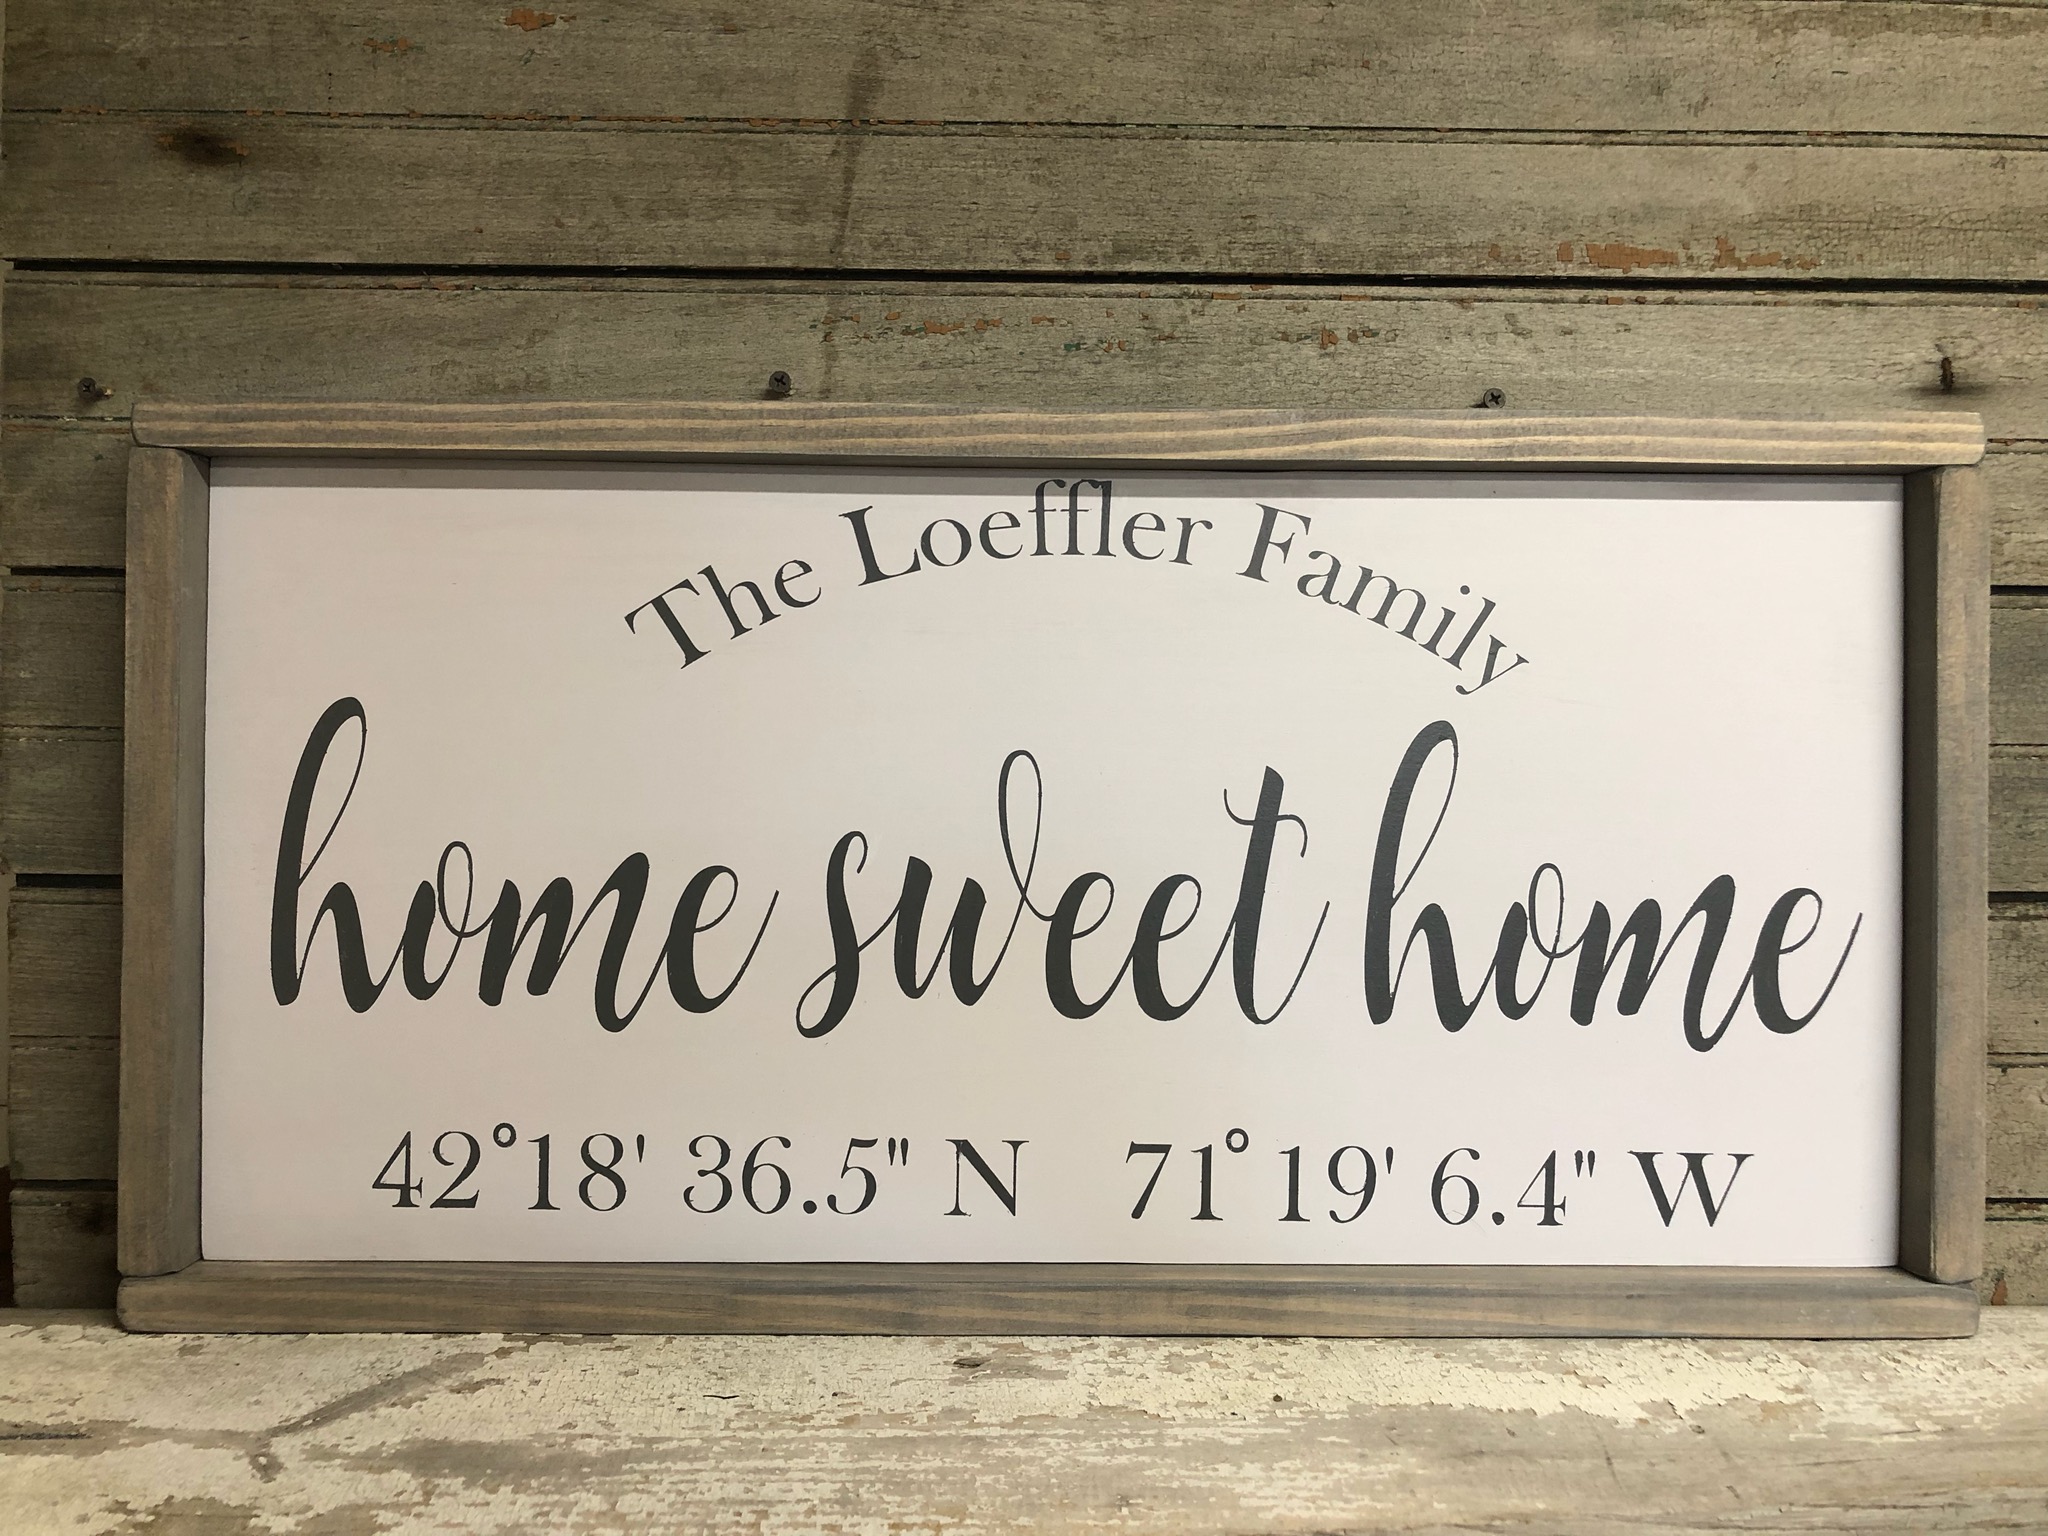 The Loeffler Family
home sweet home
42°18' 36.5" N 71° 19' 6.4" W